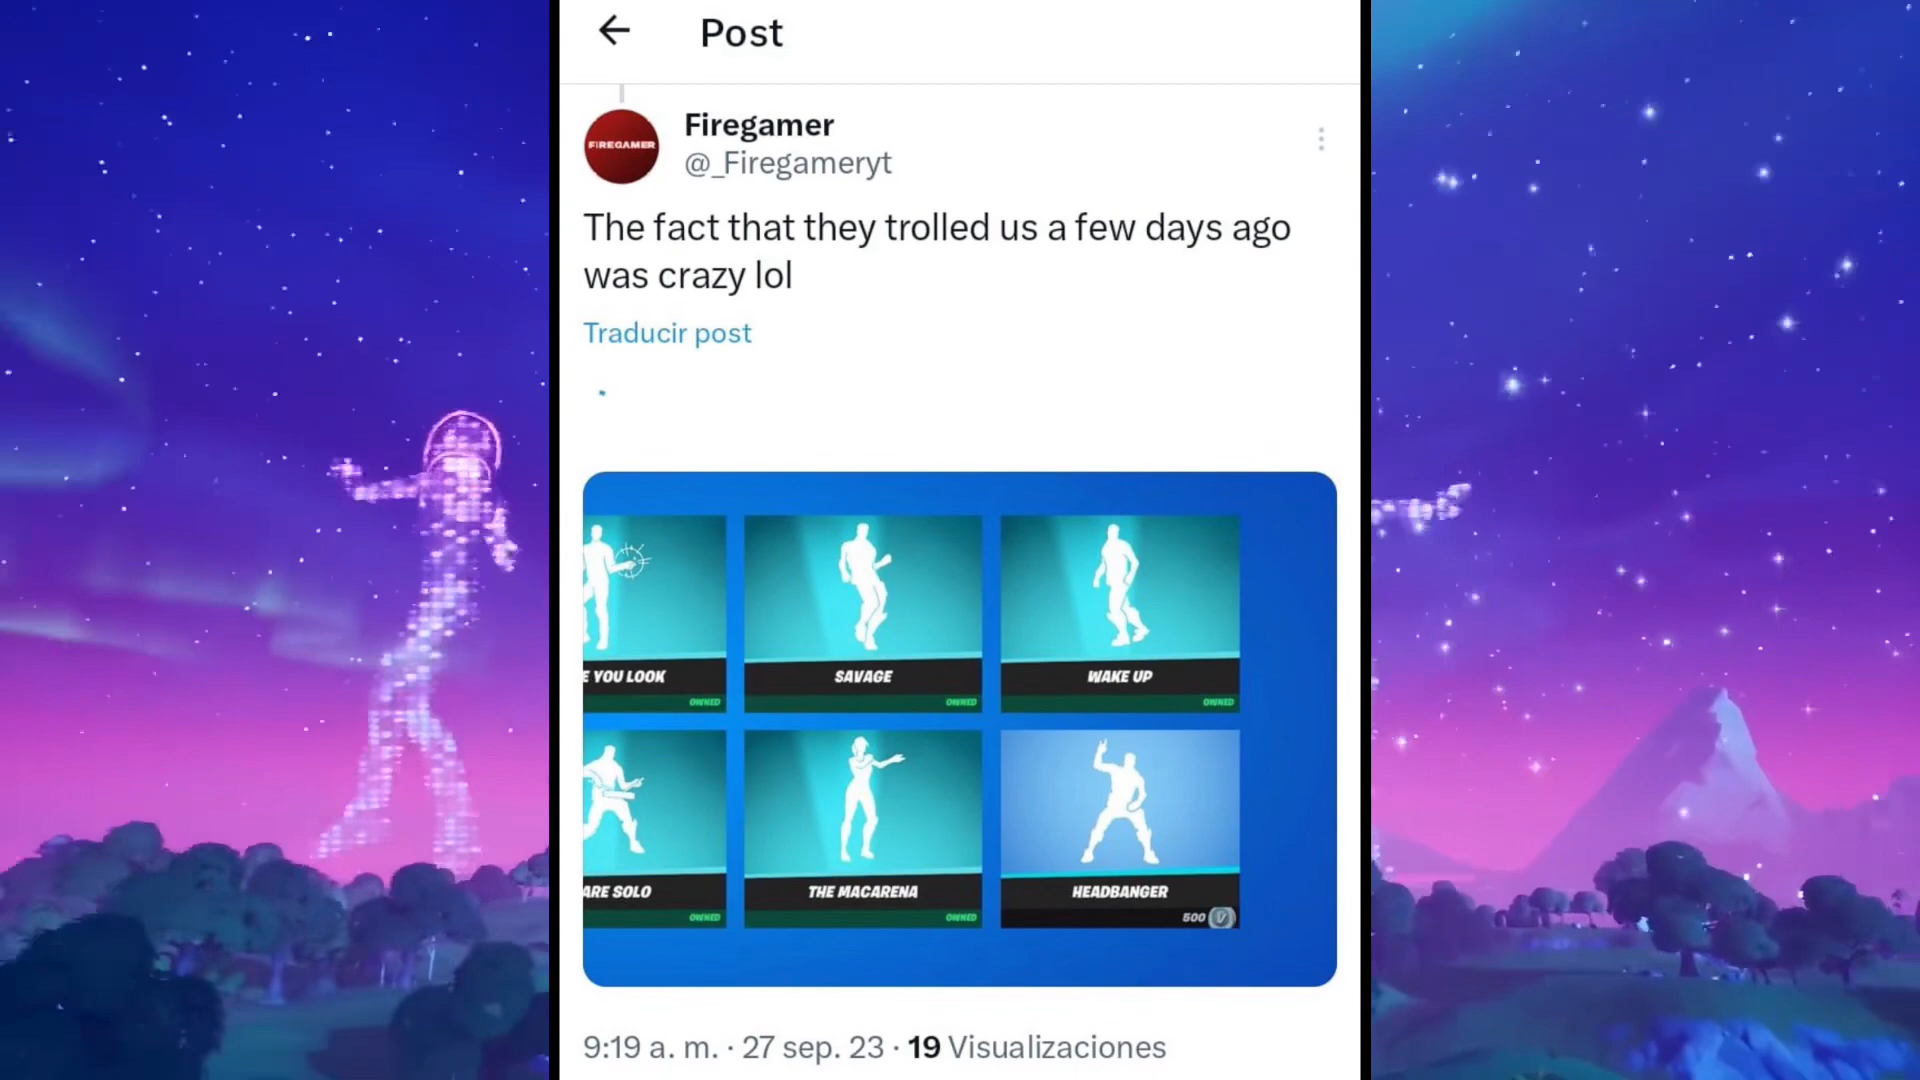 Post
FIREGAMER
Firegamer
@_Firegameryt
The fact that they trolled us a few days ago
was crazy lol
Traducir post
E YOU LOOK
OWNED
SAVAGE
OWNED
WAKE UP
OWNED
ARE SOLO
OWNED
THE MACARENA
OWNED
HEADBANGER
500
9:19 a. m. · 27 sep. 23 · 19 Visualizaciones